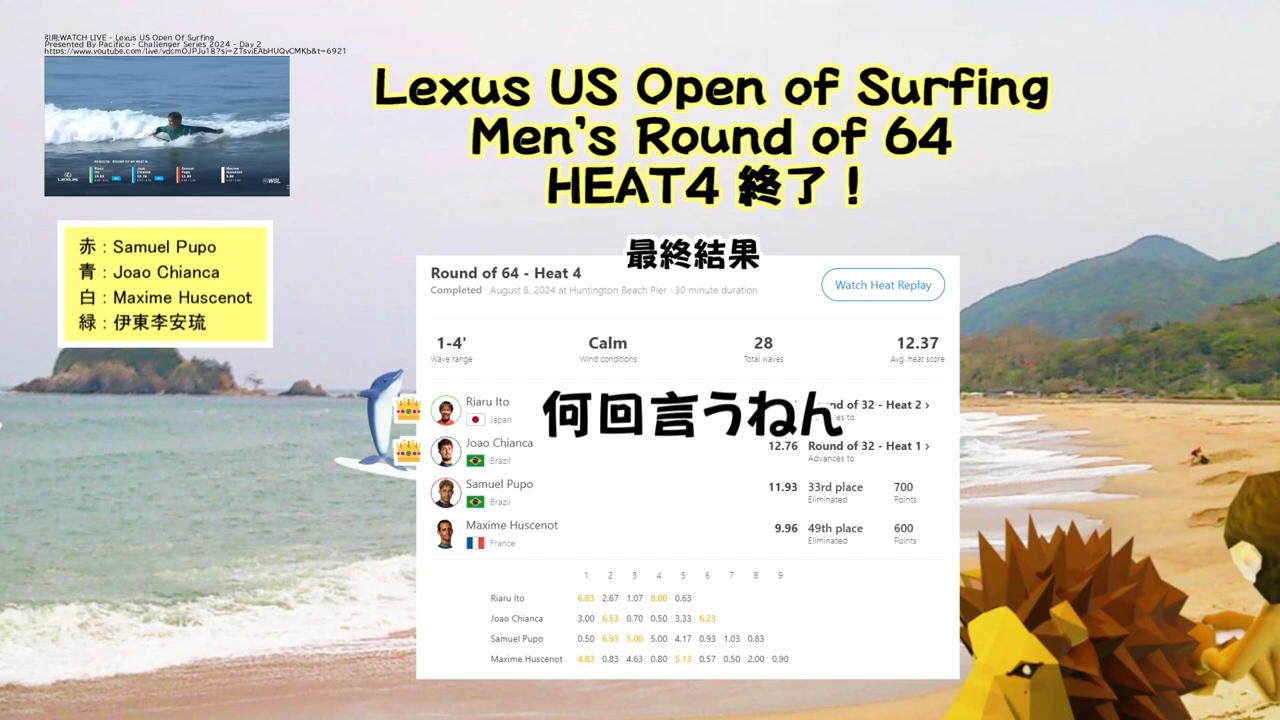 引用:WATCH LIVE - Lexus US Open Of Surfing
Presented By Pacifico - Challenger Series 2024 - Day 2
Lexus US Open of Surfing
Men's Round of 64
HEAT4 終了！
赤：Samuel Pupo
青：Joao Chianca
白：Maxime Huscenot
緑：伊東李安琉
最終結果
Round of 64 - Heat 4
Completed · August 8, 2024 at Huntington Beach Pier · 30 minute duration
Watch Heat Replay
1-4' Calm 28 12.37
Wave range Wind conditions Total waves Avg. heat score
何回言うねん
Riaru Ito nd of 32 - Heat 2 ›
Japan
Joao Chianca 12.76 Round of 32 - Heat 1 ›
Brazil Advances to
Samuel Pupo 11.93 33rd place 700
Brazil Eliminated Points
Maxime Huscenot 9.96 49th place 600
France Eliminated Points
1 2 3 4 5 6 7 8 9
Riaru Ito 6.83 2.67 1.07 8.00 0.63
Joao Chianca 3.00 6.53 0.70 0.50 3.33 6.23
Samuel Pupo 0.50 6.93 5.00 5.00 4.17 0.93 1.03 0.83
Maxime Huscenot 4.83 0.83 4.63 0.80 5.13 0.57 0.50 2.00 0.90